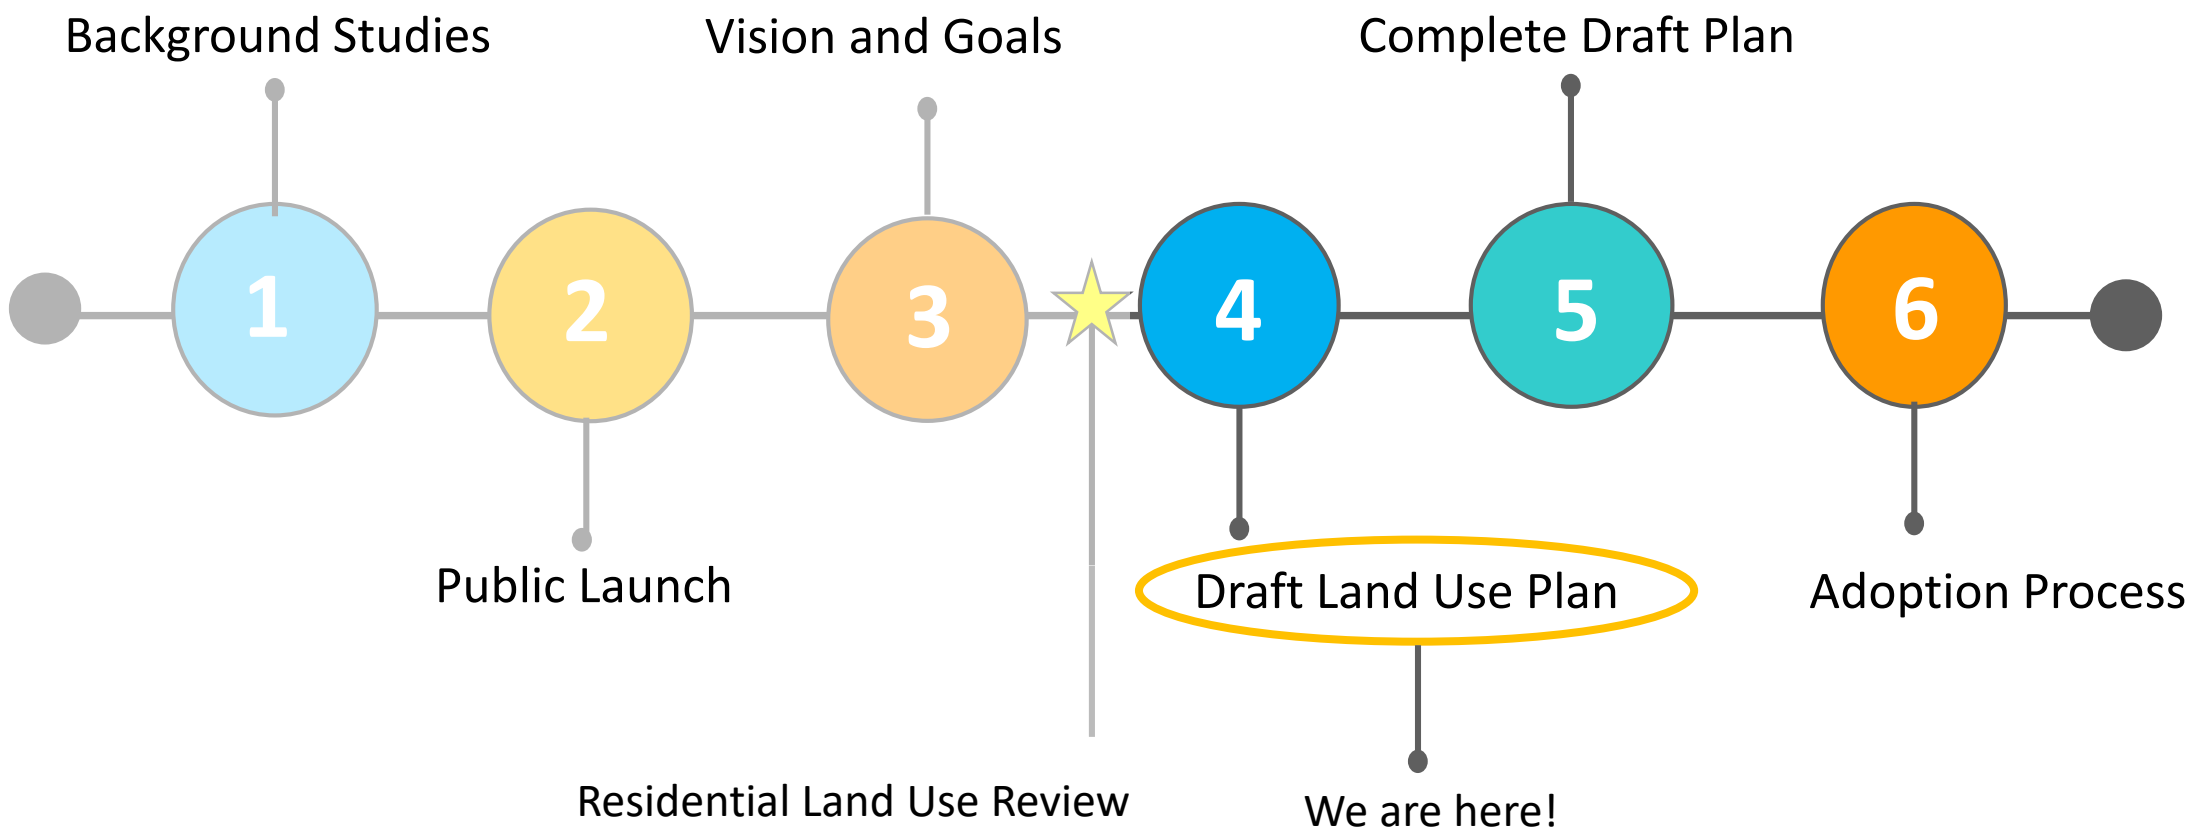 Background Studies
Vision and Goals
Complete Draft Plan
1
2
3
4
5
6
Public Launch
Draft Land Use Plan
Adoption Process
Residential Land Use Review
We are here!